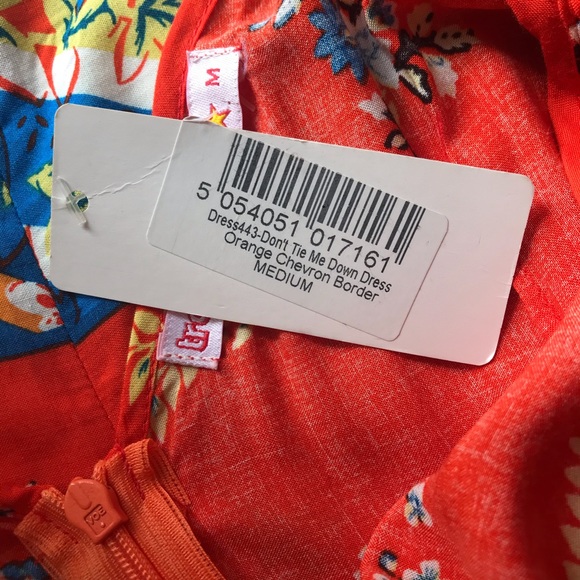 M
5 054051 017161
Dress443-Don't Tie Me Down Dress
Orange Chevron Border
MEDIUM